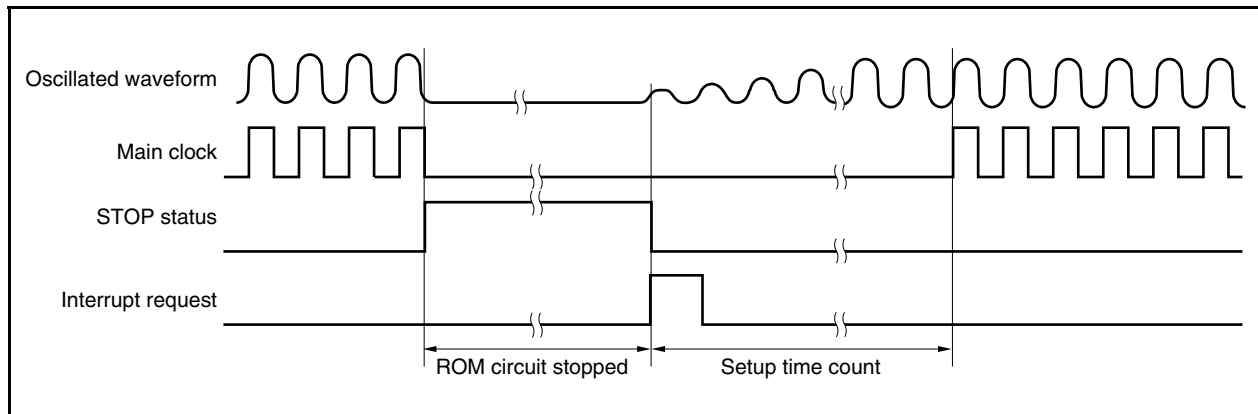 Oscillated waveform
Main clock
STOP status
Interrupt request
ROM circuit stopped
Setup time count